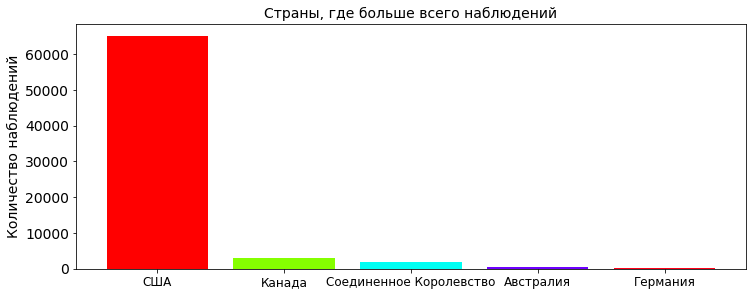 Страны, где больше всего наблюдений
Количество наблюдений
60000
50000
40000
30000
20000
10000
0
США
Канада
Соединенное Королевство
Австралия
Германия